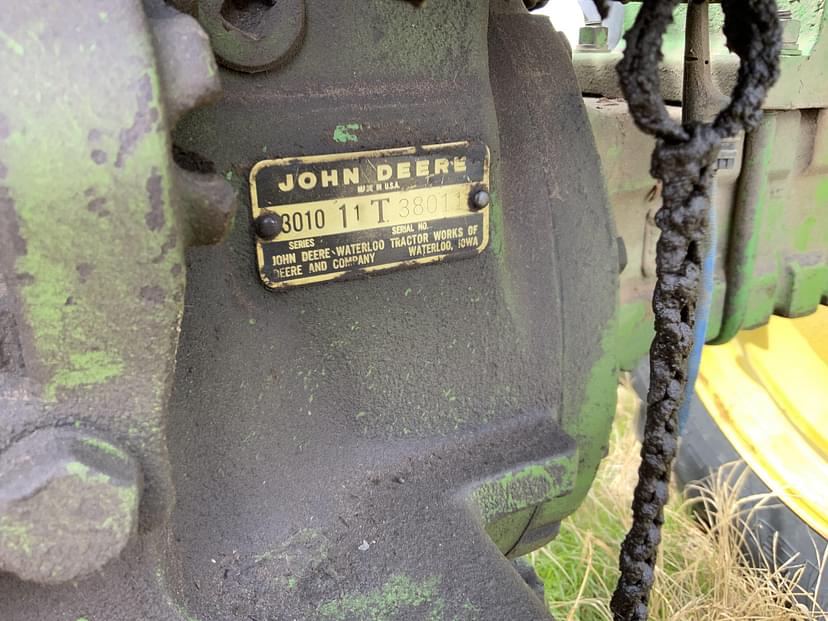 JOHN DEERE
MADE IN U.S.A.
3010 11 T 38011
SERIES SERIAL NO.
JOHN DEERE WATERLOO TRACTOR WORKS OF
DEERE AND COMPANY WATERLOO, IOWA